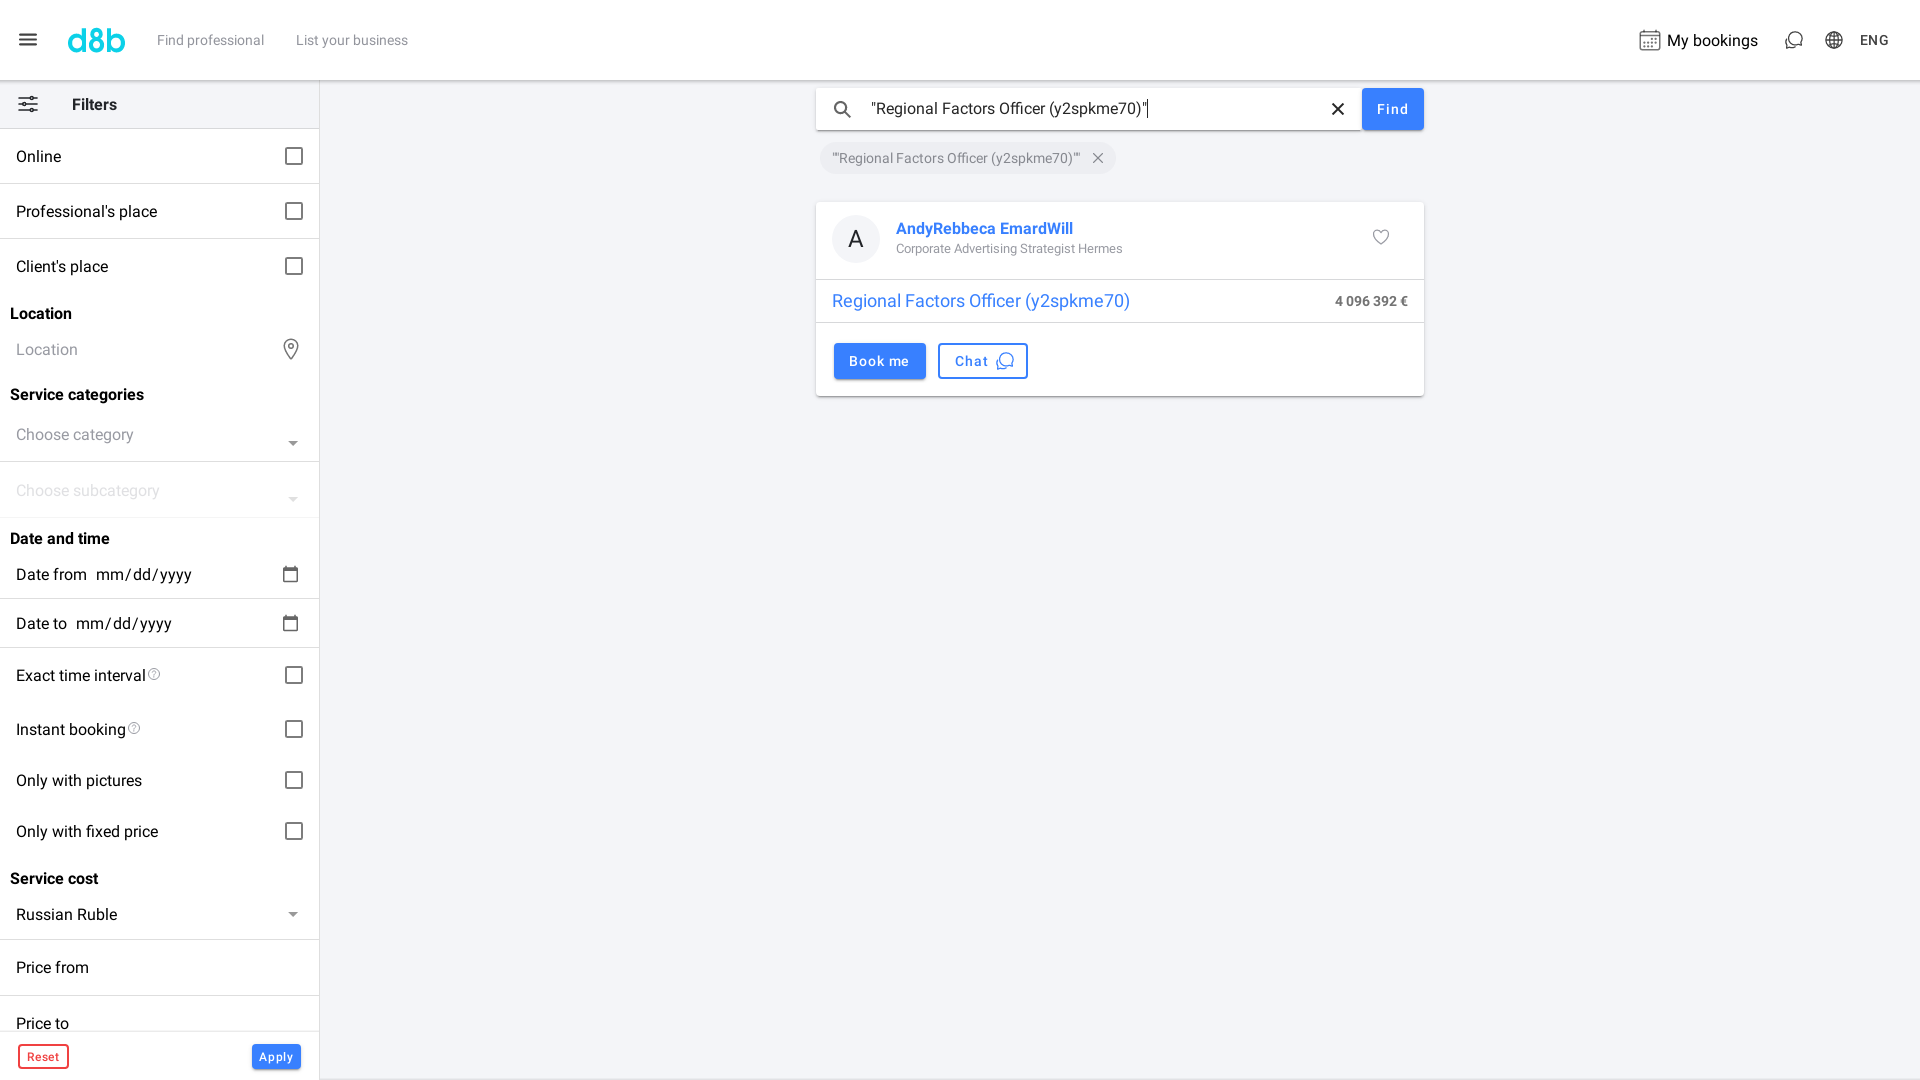 d8b
Find professional
List your business
My bookings
ENG
Filters
Online
Professional's place
Client's place
Location
Location
Service categories
Choose category
Choose subcategory
Date and time
Date from mm/dd/yyyy
Date to mm/dd/yyyy
Exact time interval
Instant booking
Only with pictures
Only with fixed price
Service cost
Russian Ruble
Price from
Price to
Reset
Apply
"Regional Factors Officer (y2spkme70)"
Find
""Regional Factors Officer (y2spkme70)""
A
AndyRebbeca EmardWill
Corporate Advertising Strategist Hermes
Regional Factors Officer (y2spkme70)
4 096 392 €
Book me
Chat